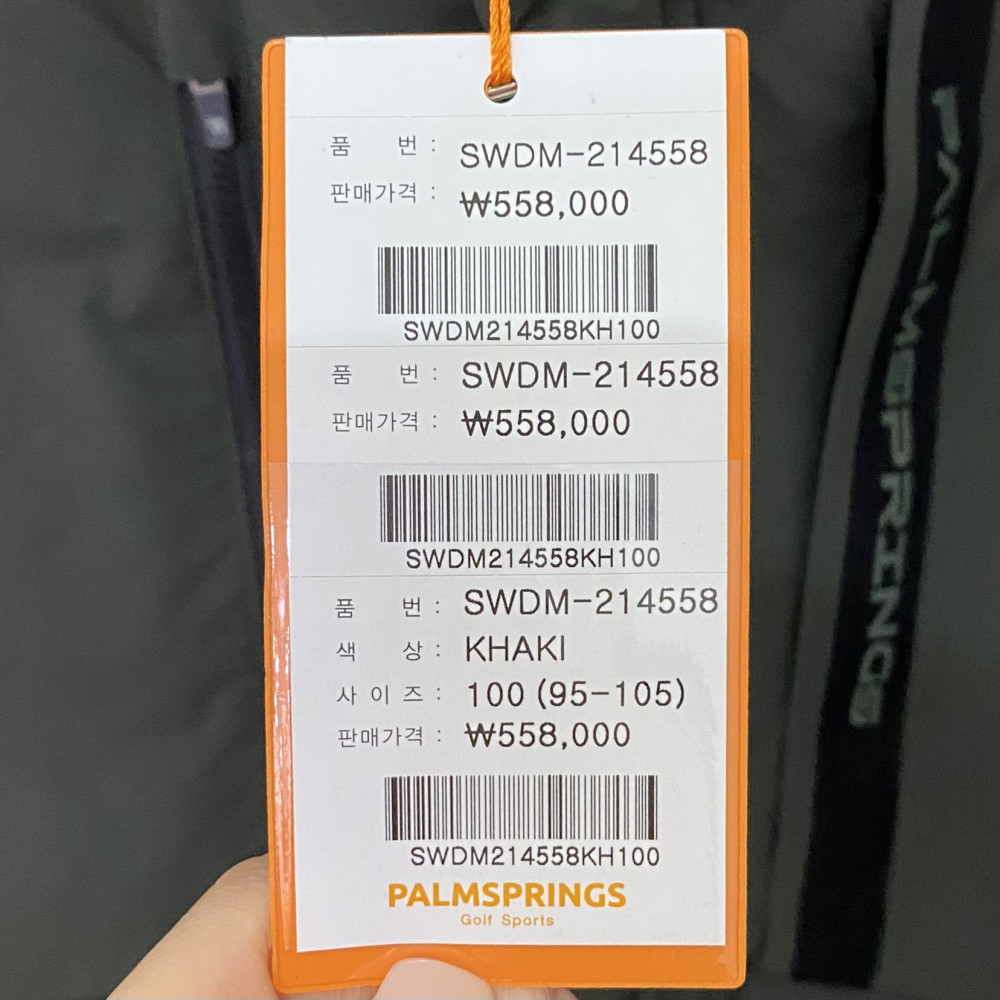 품 번 : SWDM-214558
판매가격 : ₩558,000
SWDM214558KH100
품 번 : SWDM-214558
판매가격 : ₩558,000
SWDM214558KH100
품 번 : SWDM-214558
색 상 : KHAKI
사 이 즈 : 100 (95-105)
판매가격 : ₩558,000
SWDM214558KH100
PALMSPRINGS
Golf Sports
PALMSPRINGS